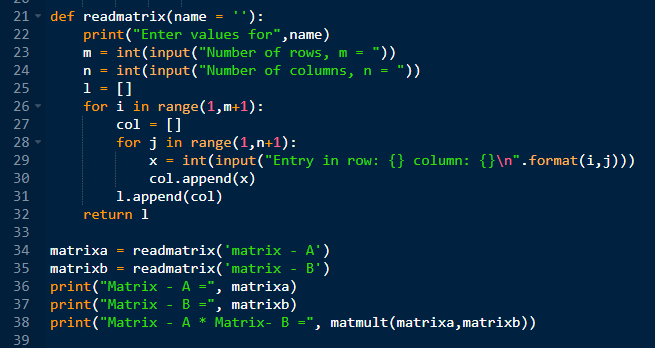 21 def readmatrix(name = ''):
22     print("Enter values for",name)
23     m = int(input("Number of rows, m = "))
24     n = int(input("Number of columns, n = "))
25     l = []
26     for i in range(1,m+1):
27         col = []
28         for j in range(1,n+1):
29             x = int(input("Entry in row: {} column: {}\n".format(i,j)))
30             col.append(x)
31         l.append(col)
32     return l
33
34 matrixa = readmatrix('matrix - A')
35 matrixb = readmatrix('matrix - B')
36 print("Matrix - A =", matrixa)
37 print("Matrix - B =", matrixb)
38 print("Matrix - A * Matrix- B =", matmult(matrixa,matrixb))
39